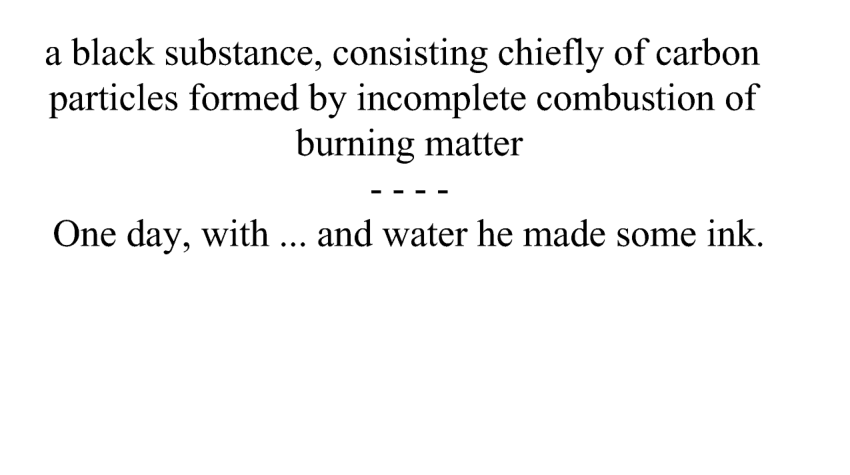 a black substance, consisting chiefly of carbon
particles formed by incomplete combustion of
burning matter
- - - -
One day, with ... and water he made some ink.